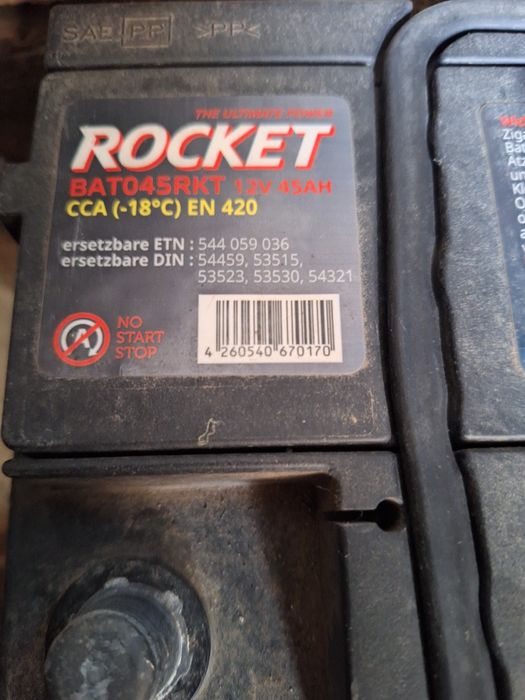 SAE PP >PP<
THE ULTIMATE POWER
ROCKET
BAT045RKT 12V 45AH
CCA (-18°C) EN 420
ersetzbare ETN : 544 059 036
ersetzbare DIN : 54459, 53515,
53523, 53530, 54321
NO
START
STOP
4 260540 670170